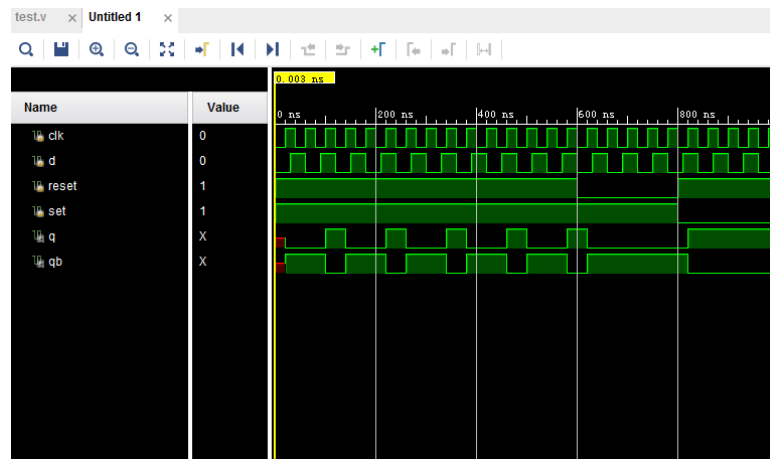 test.v × Untitled 1 ×
0.003 ns
Name Value
0 ns 200 ns 400 ns 600 ns 800 ns
clk 0
d 0
reset 1
set 1
q X
qb X